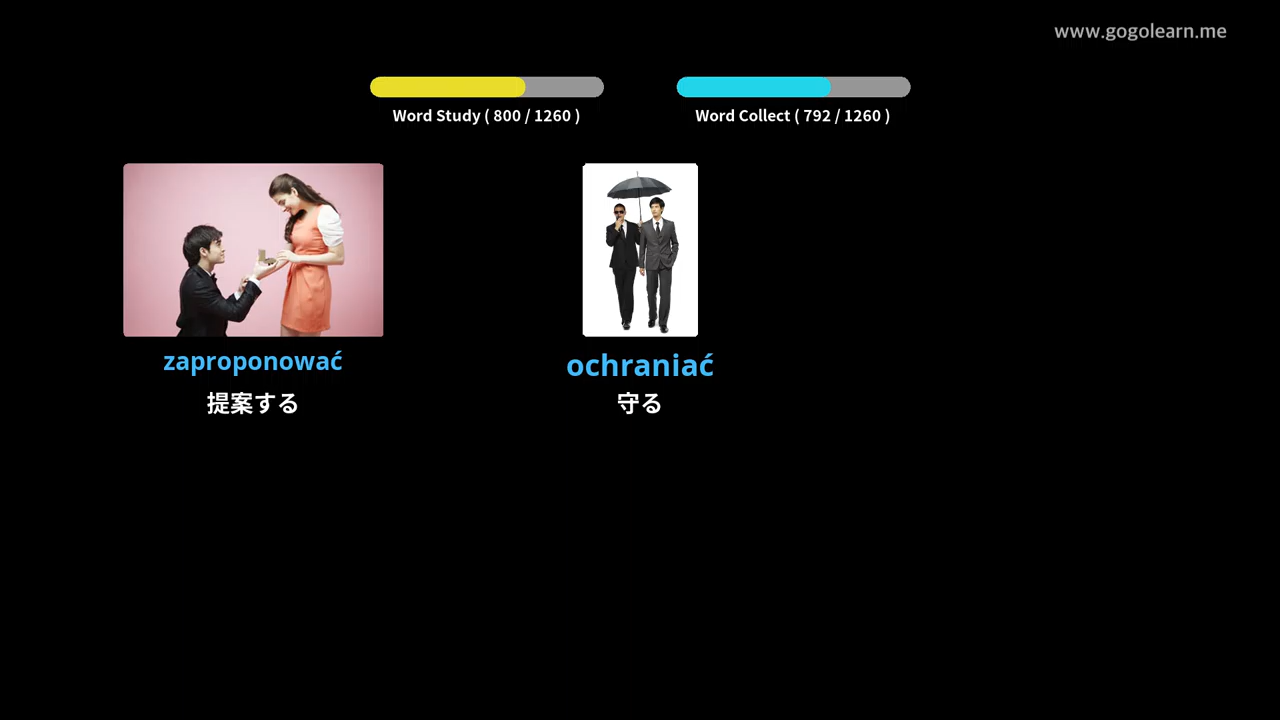 www.gogolearn.me
Word Study ( 800 / 1260 )
Word Collect ( 792 / 1260 )
zaproponować
提案する
ochraniać
守る